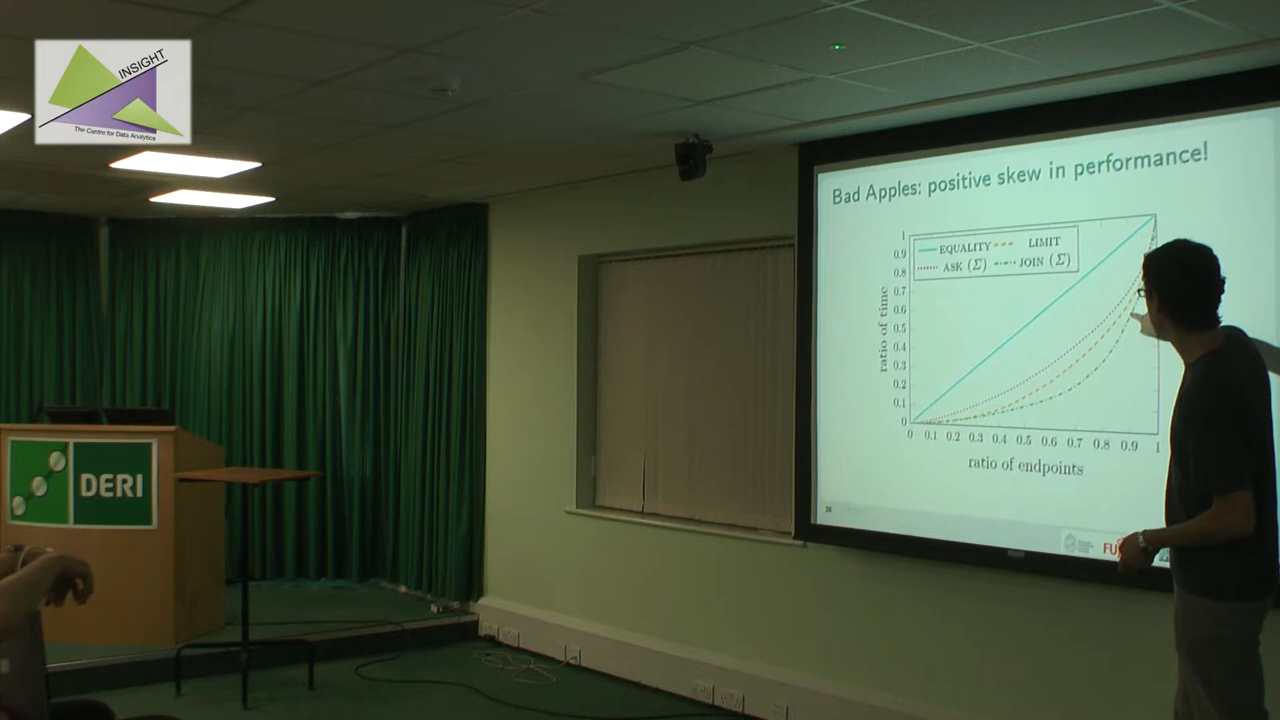 INSIGHT
The Centre for Data Analytics
DERI
Bad Apples: positive skew in performance!
EQUALITY LIMIT
ASK (Σ) JOIN (Σ)
1
0.9
0.8
0.7
0.6
0.5
0.4
0.3
0.2
0.1
0
ratio of time
0 0.1 0.2 0.3 0.4 0.5 0.6 0.7 0.8 0.9 1
ratio of endpoints
FU